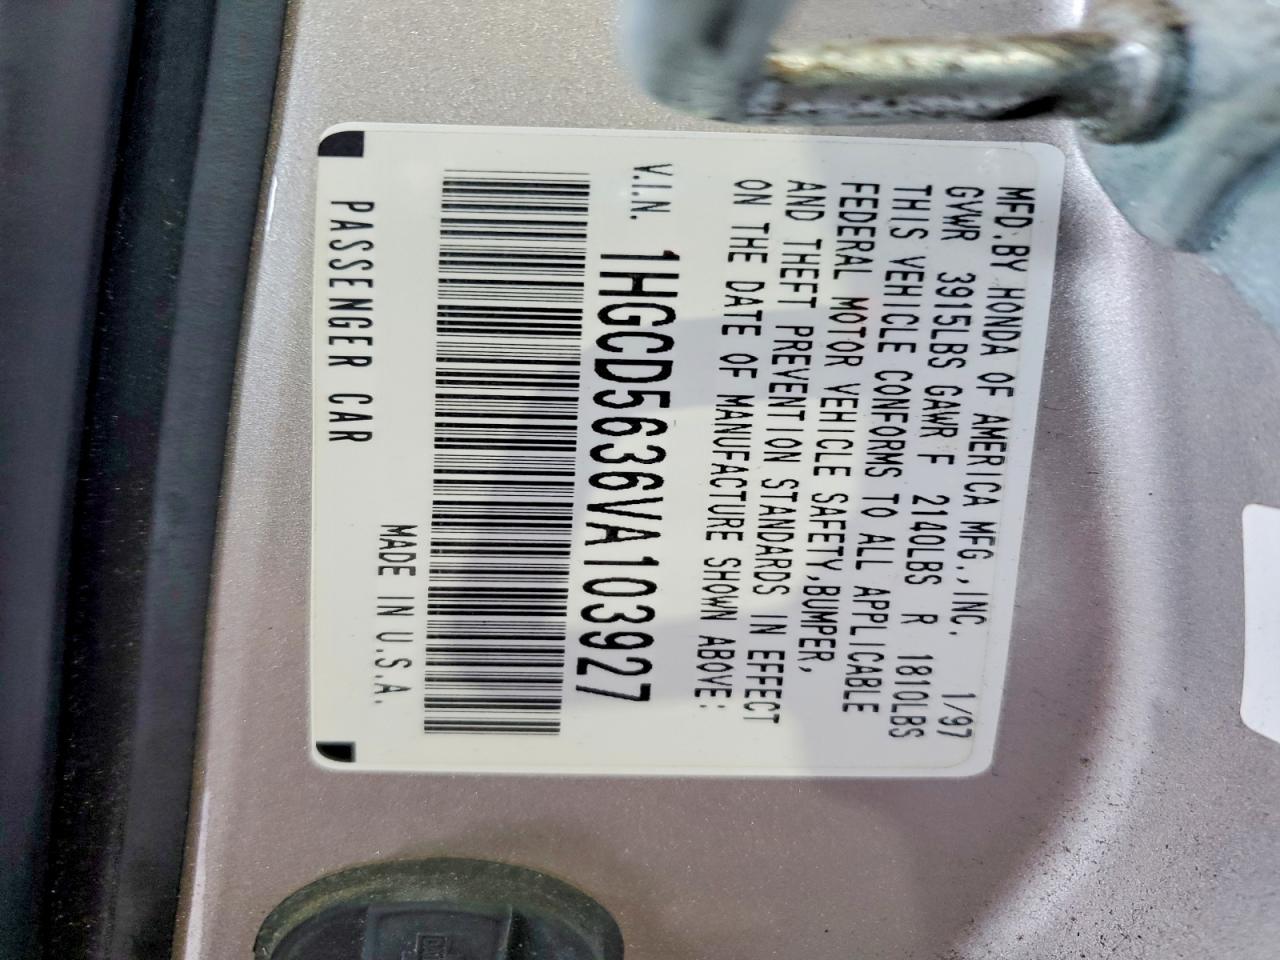 MFD.BY HONDA OF AMERICA MFG.,INC. 1/97
GVWR 3915LBS GAWR F 2140LBS R 1810LBS
THIS VEHICLE CONFORMS TO ALL APPLICABLE
FEDERAL MOTOR VEHICLE SAFETY,BUMPER,
AND THEFT PREVENTION STANDARDS IN EFFECT
ON THE DATE OF MANUFACTURE SHOWN ABOVE:
V.I.N. 1HGCD5636VA103927
MADE IN U.S.A.
PASSENGER CAR